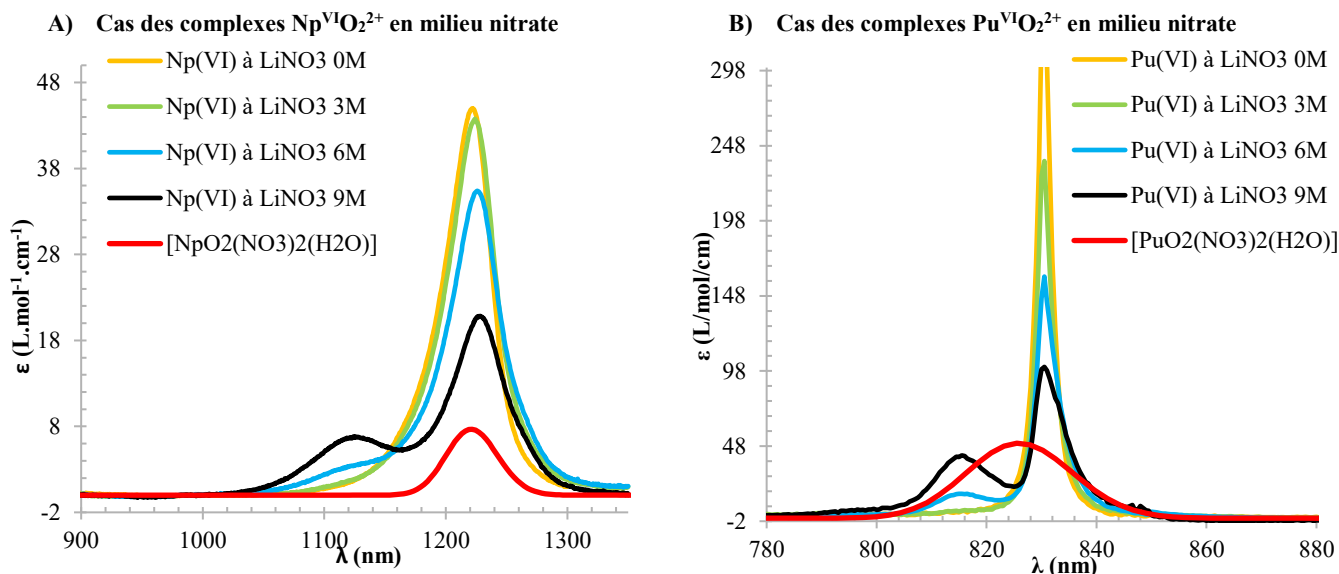 A) Cas des complexes Np^VI O₂²⁺ en milieu nitrate
48
38
28
18
8
-2
ε (L.mol⁻¹.cm⁻¹)
Np(VI) à LiNO3 0M
Np(VI) à LiNO3 3M
Np(VI) à LiNO3 6M
Np(VI) à LiNO3 9M
[NpO2(NO3)2(H2O)]
900 1000 1100 1200 1300
λ (nm)
B) Cas des complexes Pu^VI O₂²⁺ en milieu nitrate
298
248
198
148
98
48
-2
ε (L/mol/cm)
Pu(VI) à LiNO3 0M
Pu(VI) à LiNO3 3M
Pu(VI) à LiNO3 6M
Pu(VI) à LiNO3 9M
[PuO2(NO3)2(H2O)]
780 800 820 840 860 880
λ (nm)